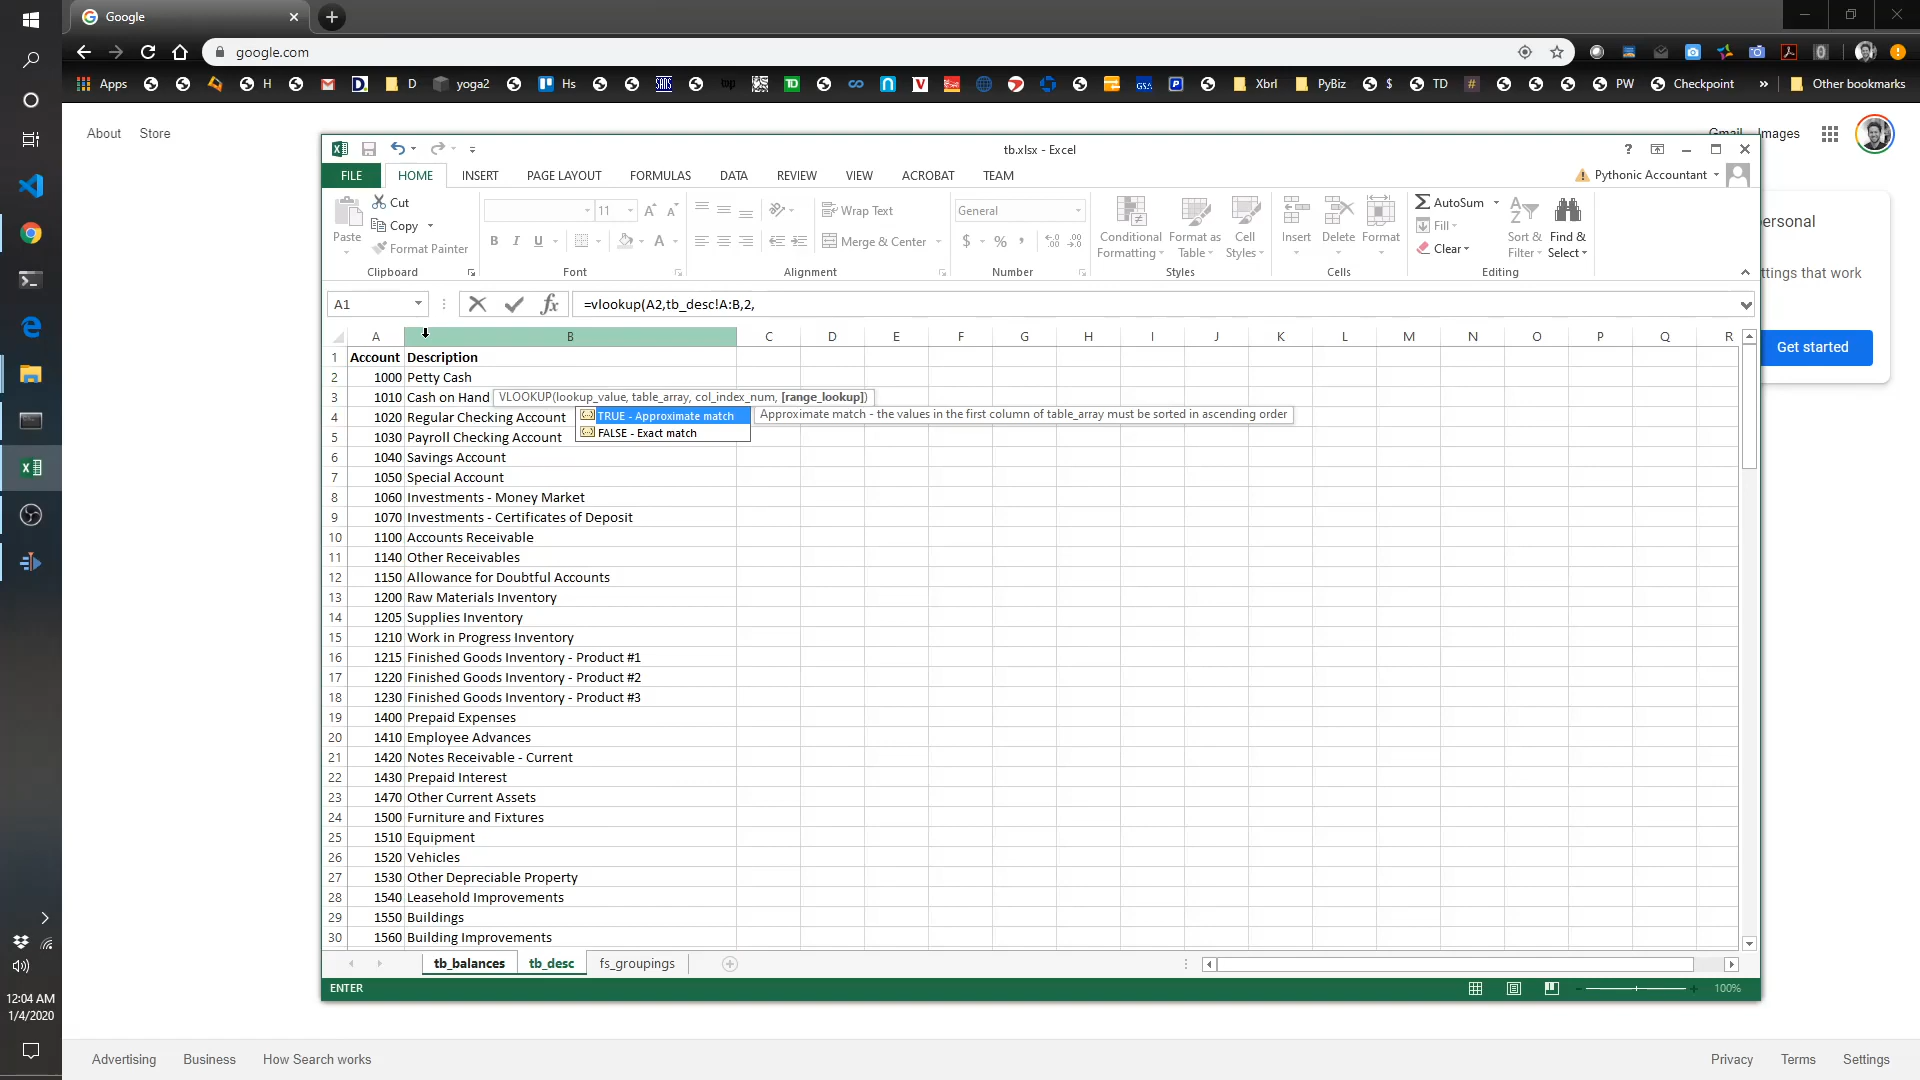 Google
google.com
Apps
H
D
yoga2
Hs
Xbrl
PyBiz
$
TD
#
PW
Checkpoint
»
Other bookmarks
About Store
Gmail Images
tb.xlsx - Excel
FILE HOME INSERT PAGE LAYOUT FORMULAS DATA REVIEW VIEW ACROBAT TEAM
Pythonic Accountant
Paste
Cut
Copy
Format Painter
Clipboard
11
B I U
Font
Wrap Text
Merge & Center
Alignment
General
$ % ,
Number
Conditional Formatting
Format as Table
Cell Styles
Styles
Insert
Delete
Format
Cells
AutoSum
Fill
Clear
Sort & Filter
Find & Select
Editing
A1
=vlookup(A2,tb_desc!A:B,2,
A B C D E F G H I J K L M N O P Q R
1 Account Description
2 1000 Petty Cash
3 1010 Cash on Hand
VLOOKUP(lookup_value, table_array, col_index_num, [range_lookup])
4 1020 Regular Checking Account
TRUE - Approximate match
Approximate match - the values in the first column of table_array must be sorted in ascending order
FALSE - Exact match
5 1030 Payroll Checking Account
6 1040 Savings Account
7 1050 Special Account
8 1060 Investments - Money Market
9 1070 Investments - Certificates of Deposit
10 1100 Accounts Receivable
11 1140 Other Receivables
12 1150 Allowance for Doubtful Accounts
13 1200 Raw Materials Inventory
14 1205 Supplies Inventory
15 1210 Work in Progress Inventory
16 1215 Finished Goods Inventory - Product #1
17 1220 Finished Goods Inventory - Product #2
18 1230 Finished Goods Inventory - Product #3
19 1400 Prepaid Expenses
20 1410 Employee Advances
21 1420 Notes Receivable - Current
22 1430 Prepaid Interest
23 1470 Other Current Assets
24 1500 Furniture and Fixtures
25 1510 Equipment
26 1520 Vehicles
27 1530 Other Depreciable Property
28 1540 Leasehold Improvements
29 1550 Buildings
30 1560 Building Improvements
tb_balances tb_desc fs_groupings
ENTER
100%
personal
ttings that work
Get started
12:04 AM
1/4/2020
Advertising Business How Search works
Privacy Terms Settings